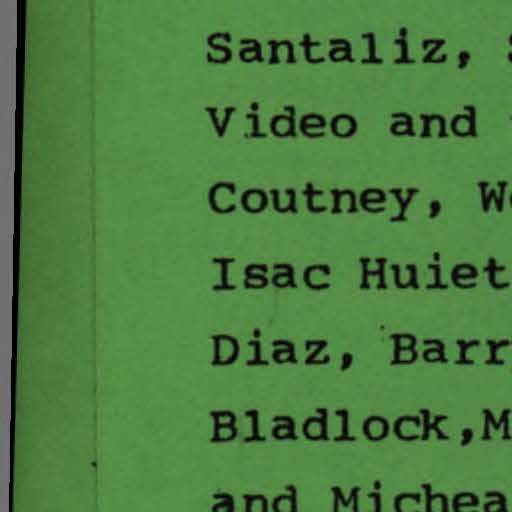 Santaliz,
Video and
Coutney,
Isac Huiet
Diaz, Barr
Bladlock,M
and Michea